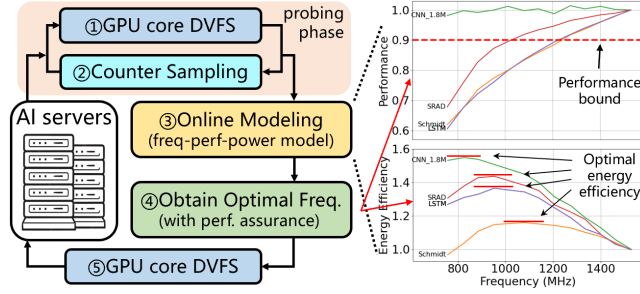 probing
phase
①GPU core DVFS
②Counter Sampling
AI servers
③Online Modeling
(freq-perf-power model)
④Obtain Optimal Freq.
(with perf. assurance)
⑤GPU core DVFS
Performance
1.0
0.9
0.8
0.7
0.6
CNN_1.8M
SRAD
Schmidt
LSTM
Performance
bound
Energy Efficiency
1.6
1.4
1.2
1.0
CNN_1.8M
SRAD
LSTM
Schmidt
Optimal
energy
efficiency
600 800 1000 1200 1400
Frequency (MHz)